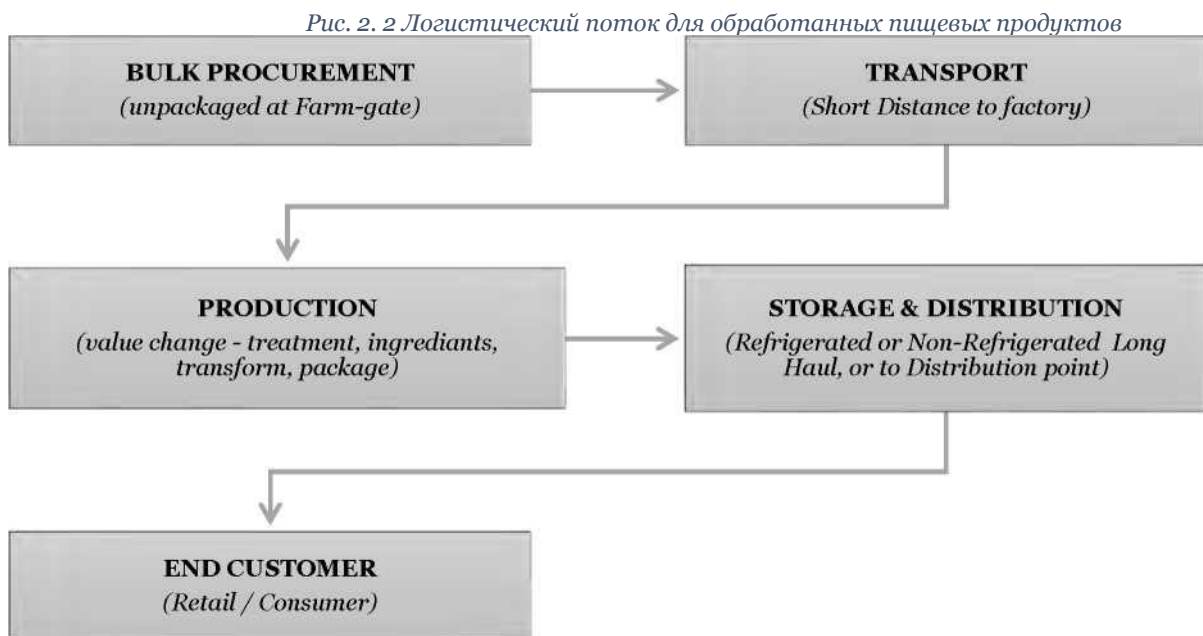 Рис. 2. 2 Логистический поток для обработанных пищевых продуктов
BULK PROCUREMENT
(unpackaged at Farm-gate)
TRANSPORT
(Short Distance to factory)
PRODUCTION
(value change - treatment, ingrediants,
transform, package)
STORAGE & DISTRIBUTION
(Refrigerated or Non-Refrigerated Long
Haul, or to Distribution point)
END CUSTOMER
(Retail / Consumer)